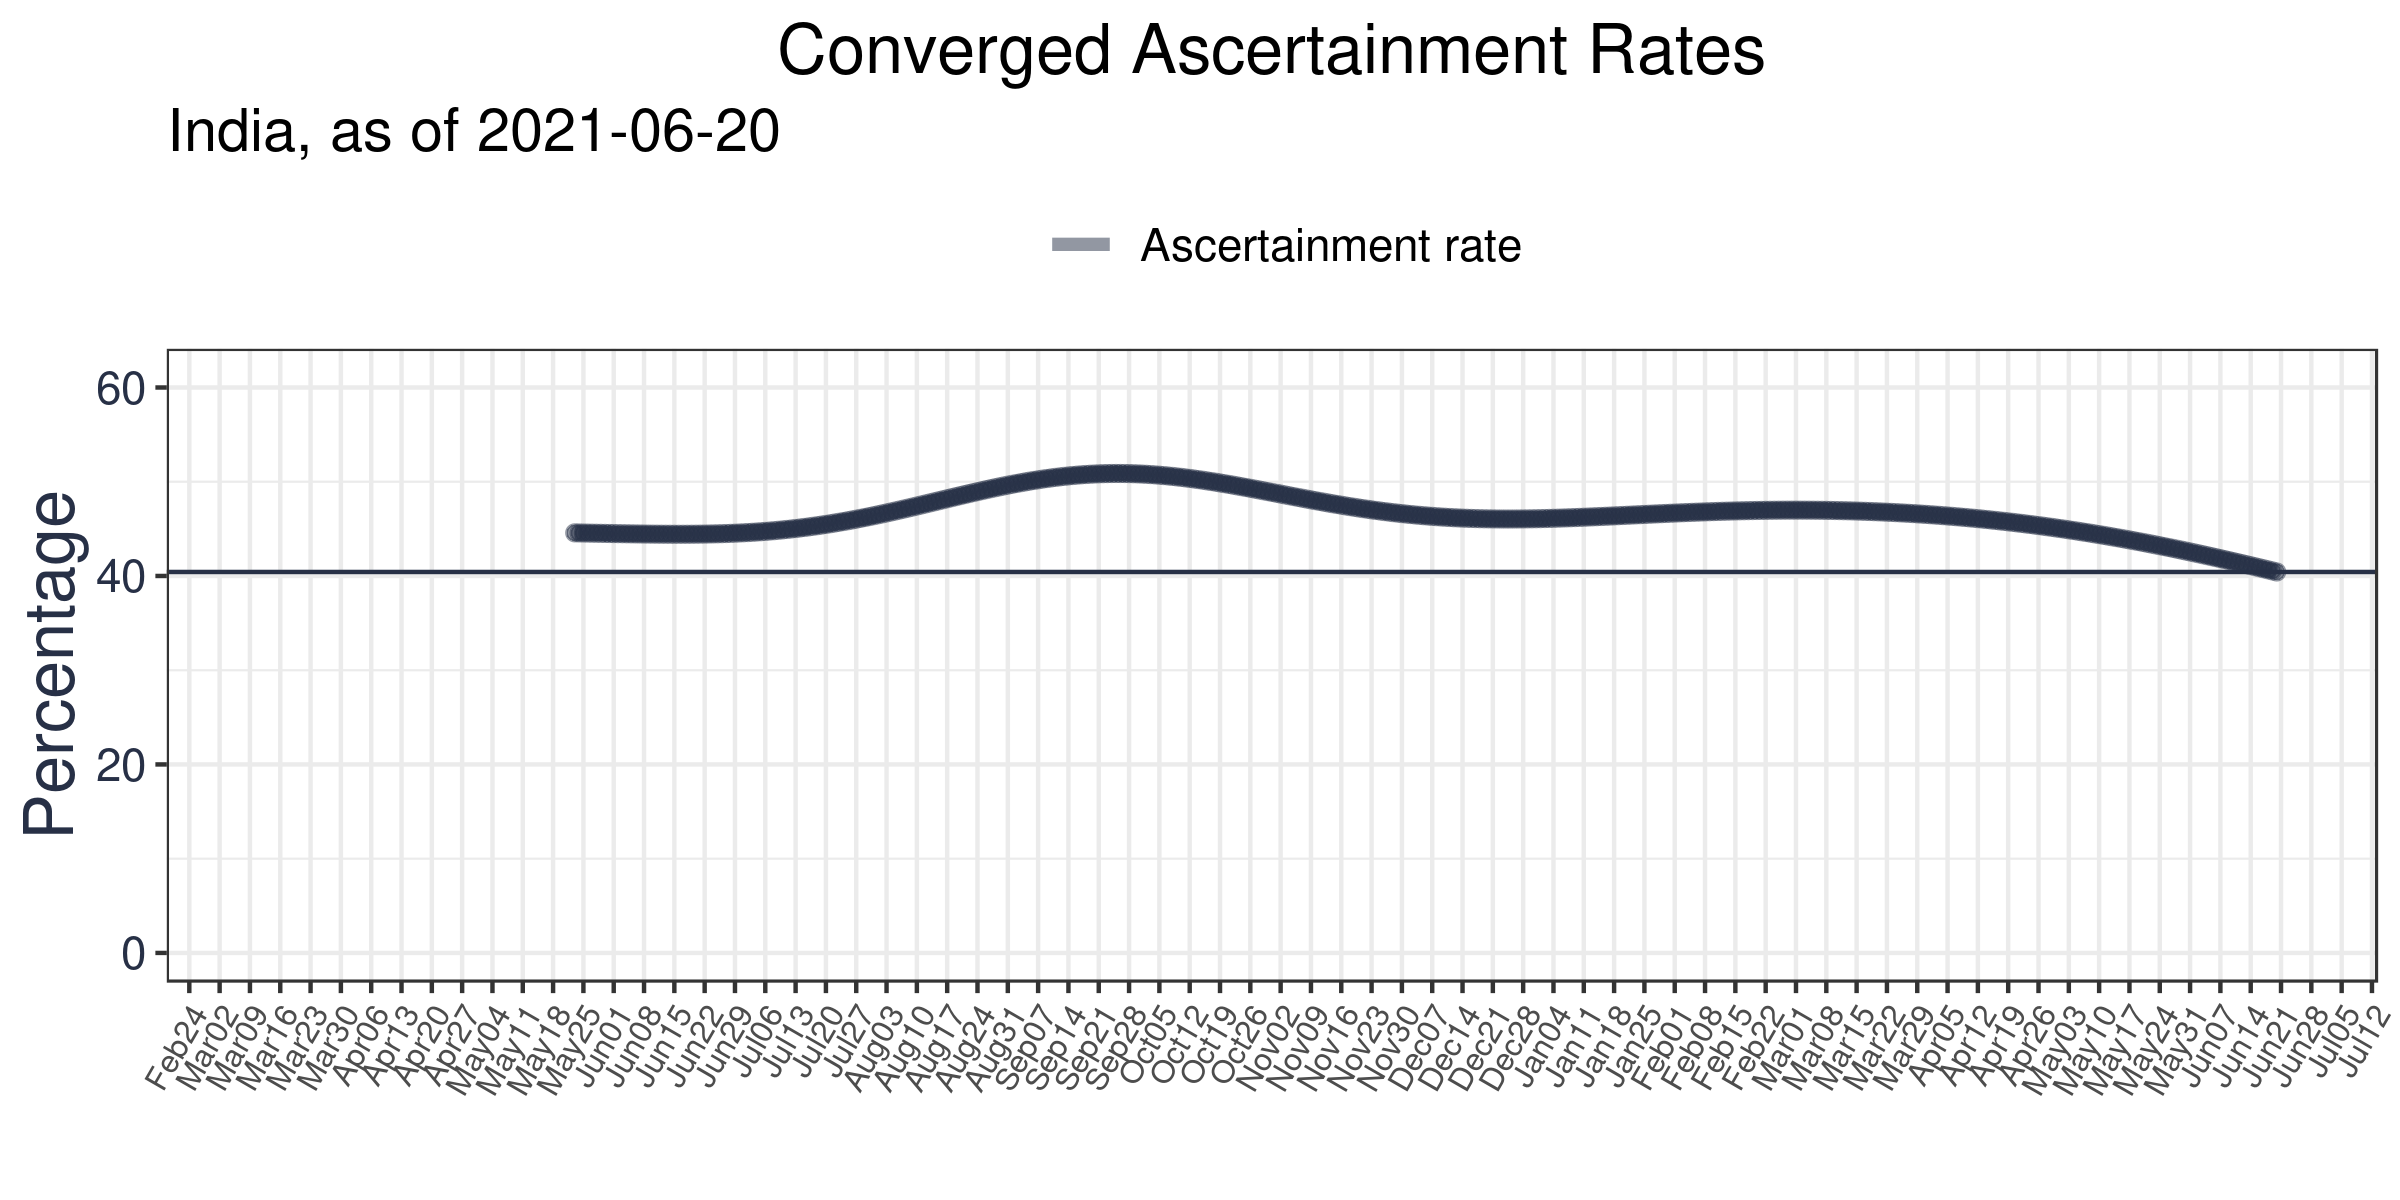 Converged Ascertainment Rates
India, as of 2021-06-20
Ascertainment rate
Percentage
60
40
20
0
Feb24
Mar02
Mar09
Mar16
Mar23
Mar30
Apr06
Apr13
Apr20
Apr27
May04
May11
May18
May25
Jun01
Jun08
Jun15
Jun22
Jun29
Jul06
Jul13
Jul20
Jul27
Aug03
Aug10
Aug17
Aug24
Aug31
Sep07
Sep14
Sep21
Sep28
Oct05
Oct12
Oct19
Oct26
Nov02
Nov09
Nov16
Nov23
Nov30
Dec07
Dec14
Dec21
Dec28
Jan04
Jan11
Jan18
Jan25
Feb01
Feb08
Feb15
Feb22
Mar01
Mar08
Mar15
Mar22
Mar29
Apr05
Apr12
Apr19
Apr26
May03
May10
May17
May24
May31
Jun07
Jun14
Jun21
Jun28
Jul05
Jul12